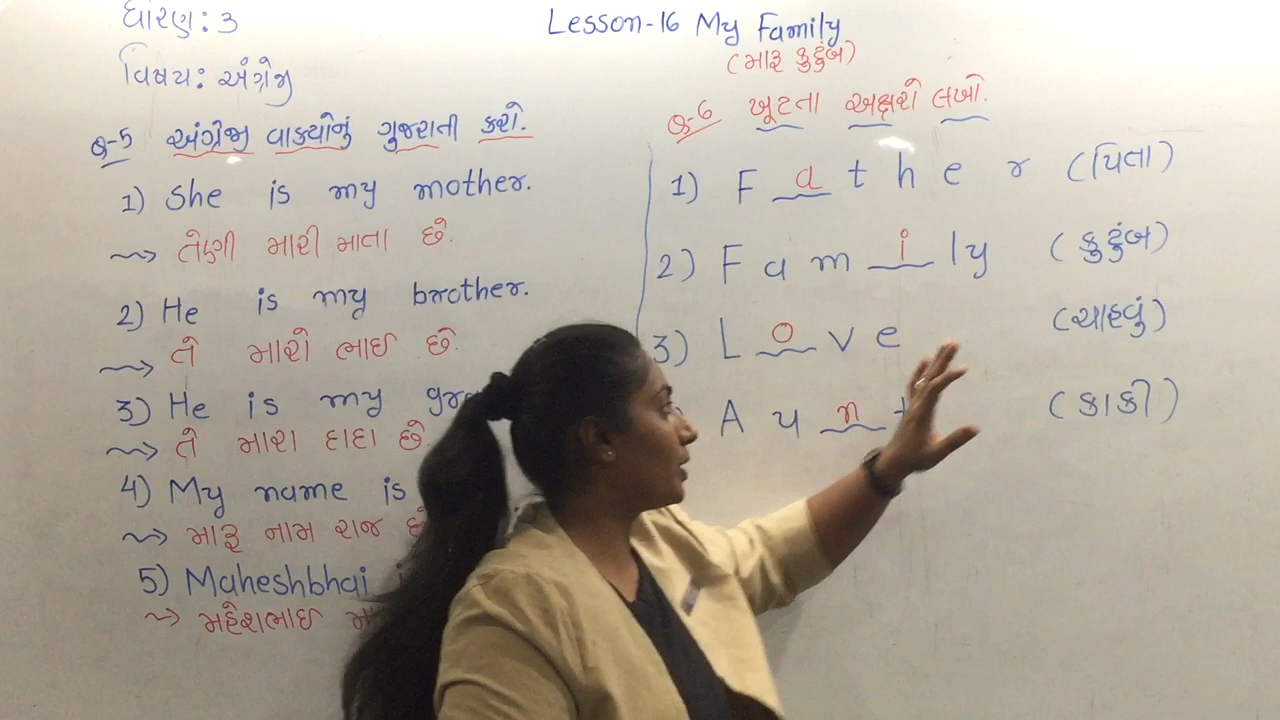 ધોરણ: 3
વિષય: અંગ્રેજી
Q-5 અંગ્રેજી વાક્યોનું ગુજરાતી કરો.
1) She is my mother.
~> તેણી મારી માતા છે.
2) He is my brother.
~> તે મારો ભાઈ છે.
3) He is my
~> તે મારા દાદા છે.
4) My name is
~> મારૂ નામ રાજ
5) Maheshbhai
~> મહેશભાઈ
Lesson-16 My Family
(મારૂ કુટુંબ)
Q-6 ખૂટતા અક્ષરો લખો.
1) F a t h e r (પિતા)
2) F a m i ly (કુટુંબ)
3) L o v e (ચાહવું)
A u n t (કાકી)